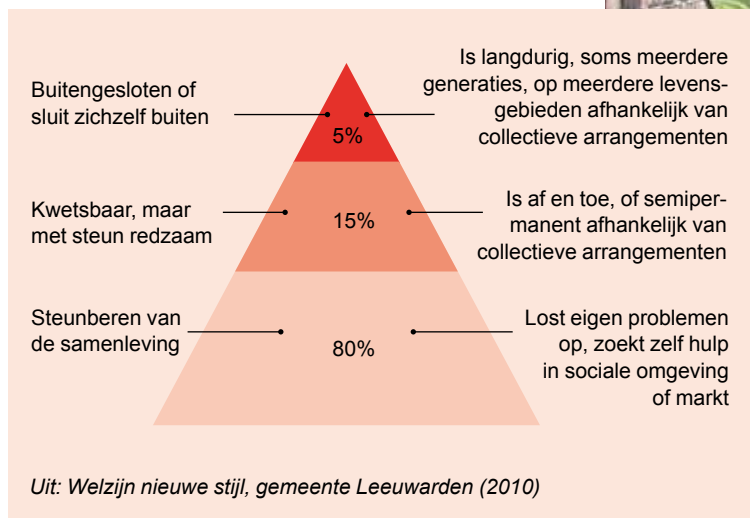 Buitengesloten of
sluit zichzelf buiten
5%
Is langdurig, soms meerdere
generaties, op meerdere levens-
gebieden afhankelijk van
collectieve arrangementen
Kwetsbaar, maar
met steun redzaam
15%
Is af en toe, of semiper-
manent afhankelijk van
collectieve arrangementen
Steunberen van
de samenleving
80%
Lost eigen problemen
op, zoekt zelf hulp
in sociale omgeving
of markt
Uit: Welzijn nieuwe stijl, gemeente Leeuwarden (2010)